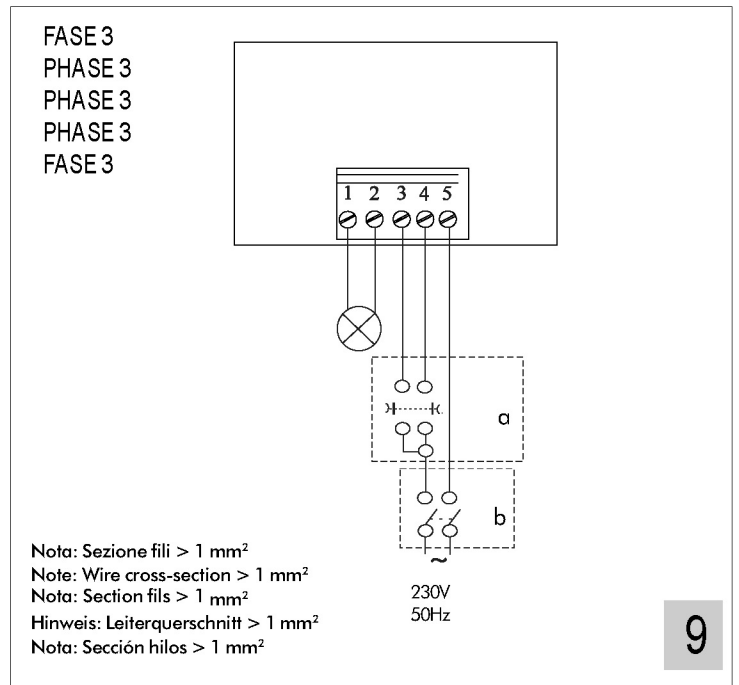 FASE 3
PHASE 3
PHASE 3
PHASE 3
FASE 3
1 2 3 4 5
a
b
~
230V
50Hz
Nota: Sezione fili > 1 mm²
Note: Wire cross-section > 1 mm²
Nota: Section fils > 1 mm²
Hinweis: Leiterquerschnitt > 1 mm²
Nota: Sección hilos > 1 mm²
9